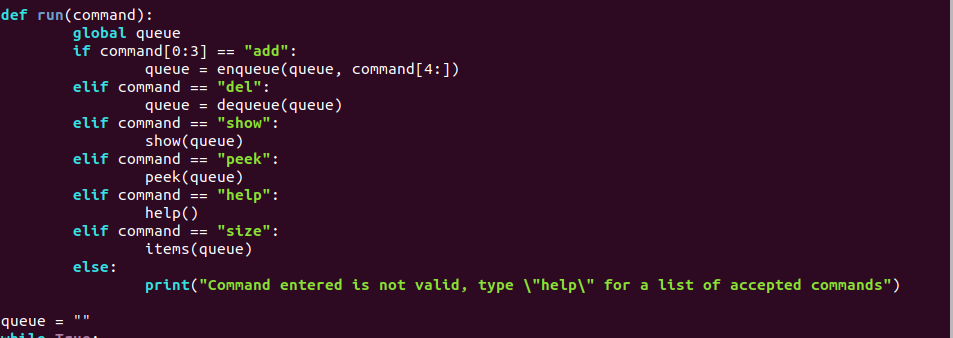 def run(command):
        global queue
        if command[0:3] == "add":
                queue = enqueue(queue, command[4:])
        elif command == "del":
                queue = dequeue(queue)
        elif command == "show":
                show(queue)
        elif command == "peek":
                peek(queue)
        elif command == "help":
                help()
        elif command == "size":
                items(queue)
        else:
                print("Command entered is not valid, type \"help\" for a list of accepted commands")
queue = ""
while True: